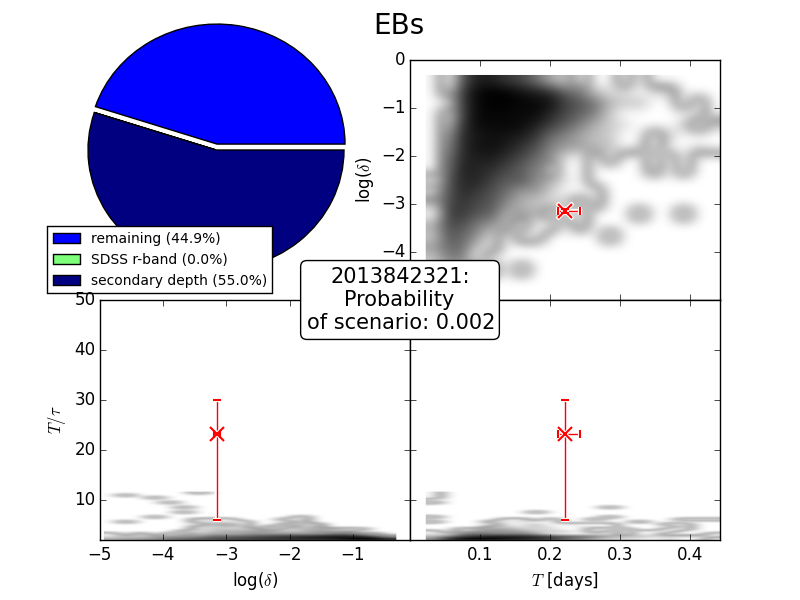 EBs
0
−1
−2
−3
−4
log(δ)
remaining (44.9%)
SDSS r-band (0.0%)
secondary depth (55.0%)
2013842321:
Probability
of scenario: 0.002
50
40
30
20
10
T/τ
−5 −4 −3 −2 −1
log(δ)
0.1 0.2 0.3 0.4
T [days]